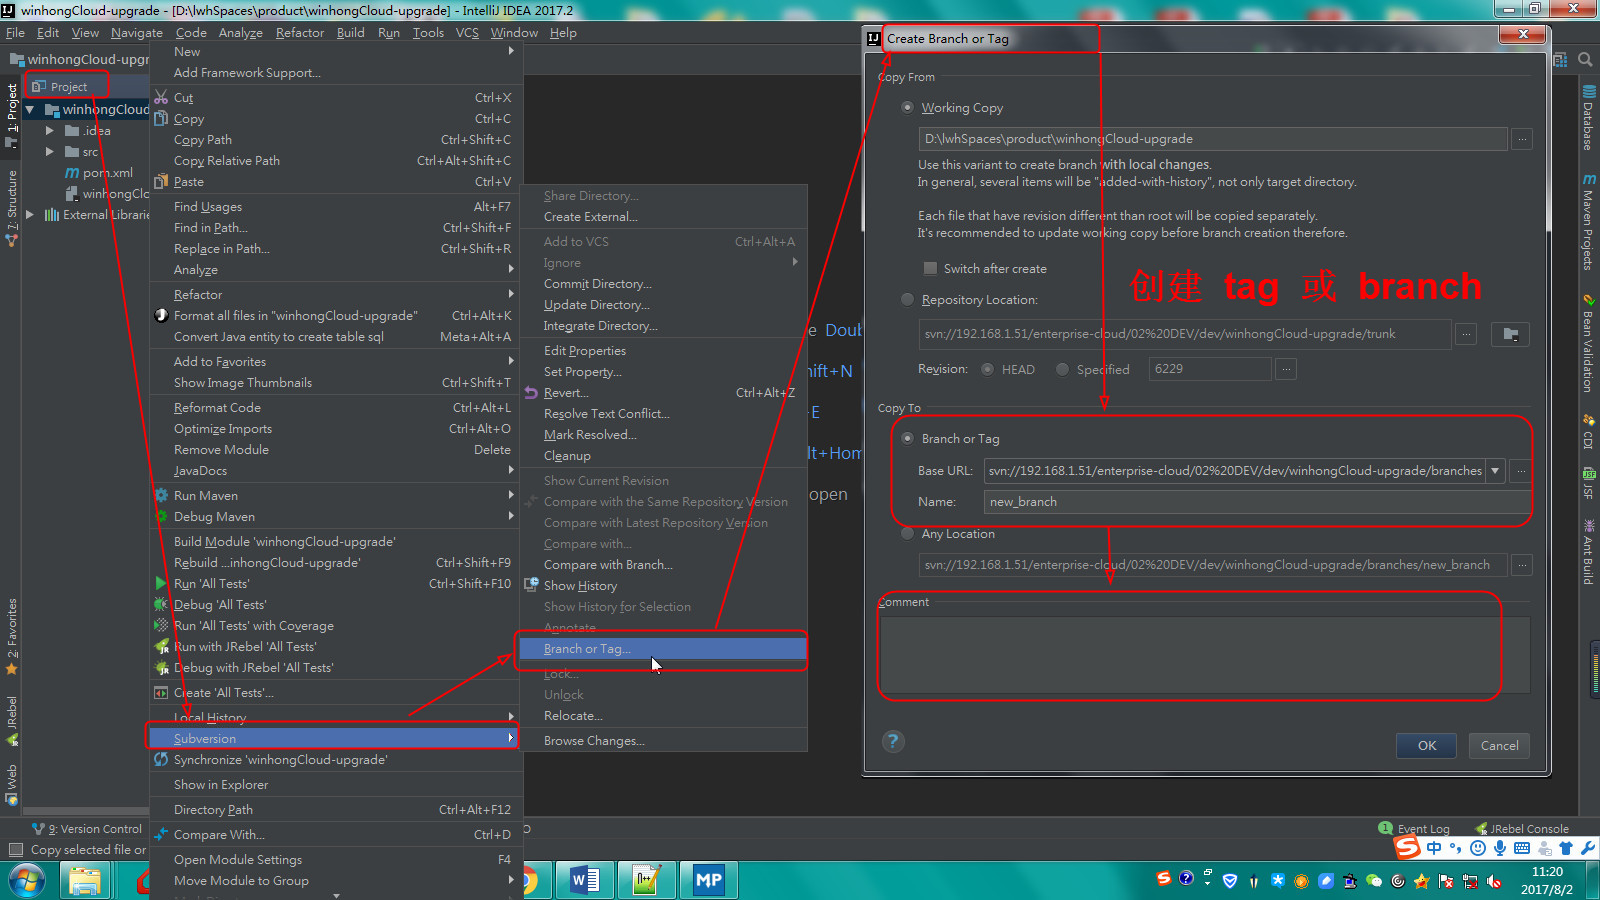 winhongCloud-upgrade - [D:\lwhSpaces\product\winhongCloud-upgrade] - IntelliJ IDEA 2017.2
File Edit View Navigate Code Analyze Refactor Build Run Tools VCS Window Help
winhongCloud-upgr
Project
winhongCloud
.idea
src
pom.xml
winhongClo
External Librarie
1: Project
7: Structure
2: Favorites
JRebel
Web
New
Add Framework Support...
Cut Ctrl+X
Copy Ctrl+C
Copy Path Ctrl+Shift+C
Copy Relative Path Ctrl+Alt+Shift+C
Paste Ctrl+V
Find Usages Alt+F7
Find in Path... Ctrl+Shift+F
Replace in Path... Ctrl+Shift+R
Analyze
Refactor
Format all files in "winhongCloud-upgrade" Ctrl+Alt+K
Convert Java entity to create table sql Meta+Alt+A
Add to Favorites
Show Image Thumbnails Ctrl+Shift+T
Reformat Code Ctrl+Alt+L
Optimize Imports Ctrl+Alt+O
Remove Module Delete
JavaDocs
Run Maven
Debug Maven
Build Module 'winhongCloud-upgrade'
Rebuild ...inhongCloud-upgrade' Ctrl+Shift+F9
Run 'All Tests' Ctrl+Shift+F10
Debug 'All Tests'
Run 'All Tests' with Coverage
Run with JRebel 'All Tests'
Debug with JRebel 'All Tests'
Create 'All Tests'...
Local History
Subversion
Synchronize 'winhongCloud-upgrade'
Show in Explorer
Directory Path Ctrl+Alt+F12
Compare With... Ctrl+D
Open Module Settings F4
Move Module to Group
Share Directory...
Create External...
Add to VCS Ctrl+Alt+A
Ignore
Commit Directory...
Update Directory...
Integrate Directory...
Edit Properties
Set Property...
Revert... Ctrl+Alt+Z
Resolve Text Conflict...
Mark Resolved...
Cleanup
Show Current Revision
Compare with the Same Repository Version
Compare with Latest Repository Version
Compare with...
Compare with Branch...
Show History
Show History for Selection
Annotate
Branch or Tag...
Lock...
Unlock
Relocate...
Browse Changes...
e Doub
hift+N
+E
lt+Hom
open
Create Branch or Tag
Copy From
Working Copy
D:\lwhSpaces\product\winhongCloud-upgrade
Use this variant to create branch with local changes.
In general, several items will be "added-with-history", not only target directory.
Each file that have revision different than root will be copied separately.
It's recommended to update working copy before branch creation therefore.
Switch after create
创建 tag 或 branch
Repository Location:
svn://192.168.1.51/enterprise-cloud/02%20DEV/dev/winhongCloud-upgrade/trunk
Revision: HEAD Specified 6229
Copy To
Branch or Tag
Base URL: svn://192.168.1.51/enterprise-cloud/02%20DEV/dev/winhongCloud-upgrade/branches
Name: new_branch
Any Location
svn://192.168.1.51/enterprise-cloud/02%20DEV/dev/winhongCloud-upgrade/branches/new_branch
Comment
OK Cancel
Database
Maven Projects
Bean Validation
CDI
JSF
Ant Build
9: Version Control
1 Event Log JRebel Console
Copy selected file or
中
11:20
2017/8/2